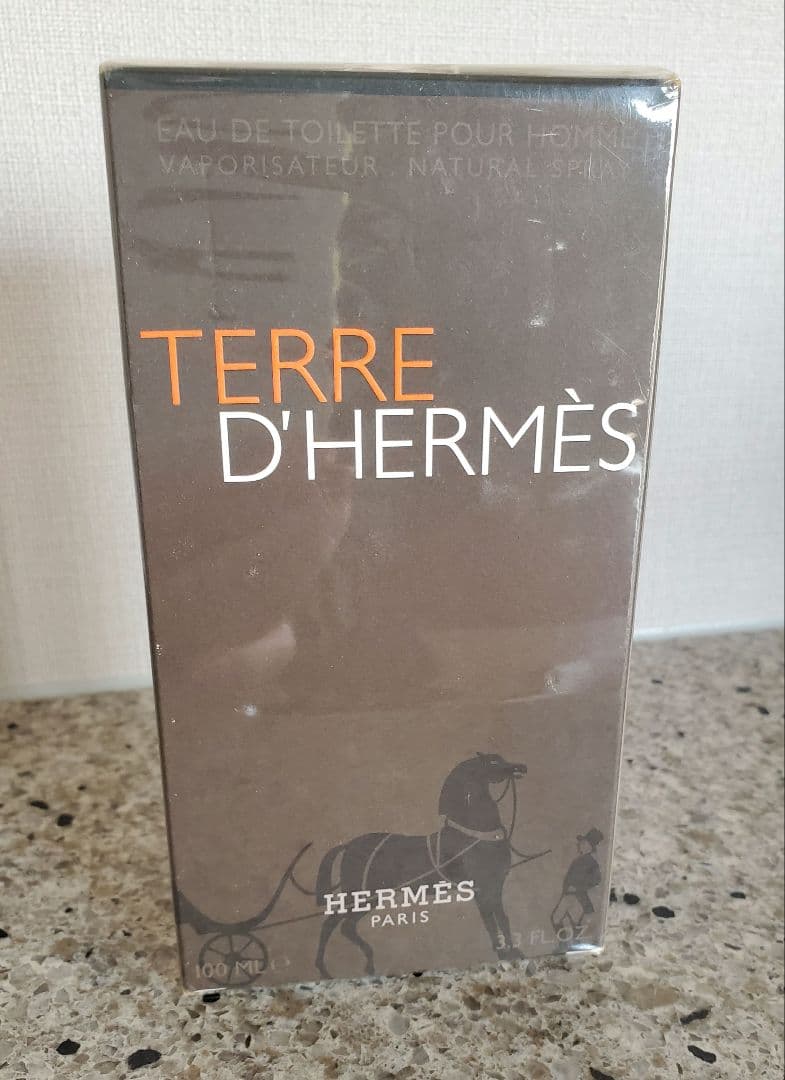 EAU DE TOILETTE POUR HOMME
VAPORISATEUR . NATURAL SPRAY
TERRE
D'HERMÈS
HERMÈS
PARIS
100 ML ℮ 3.3 FL.OZ